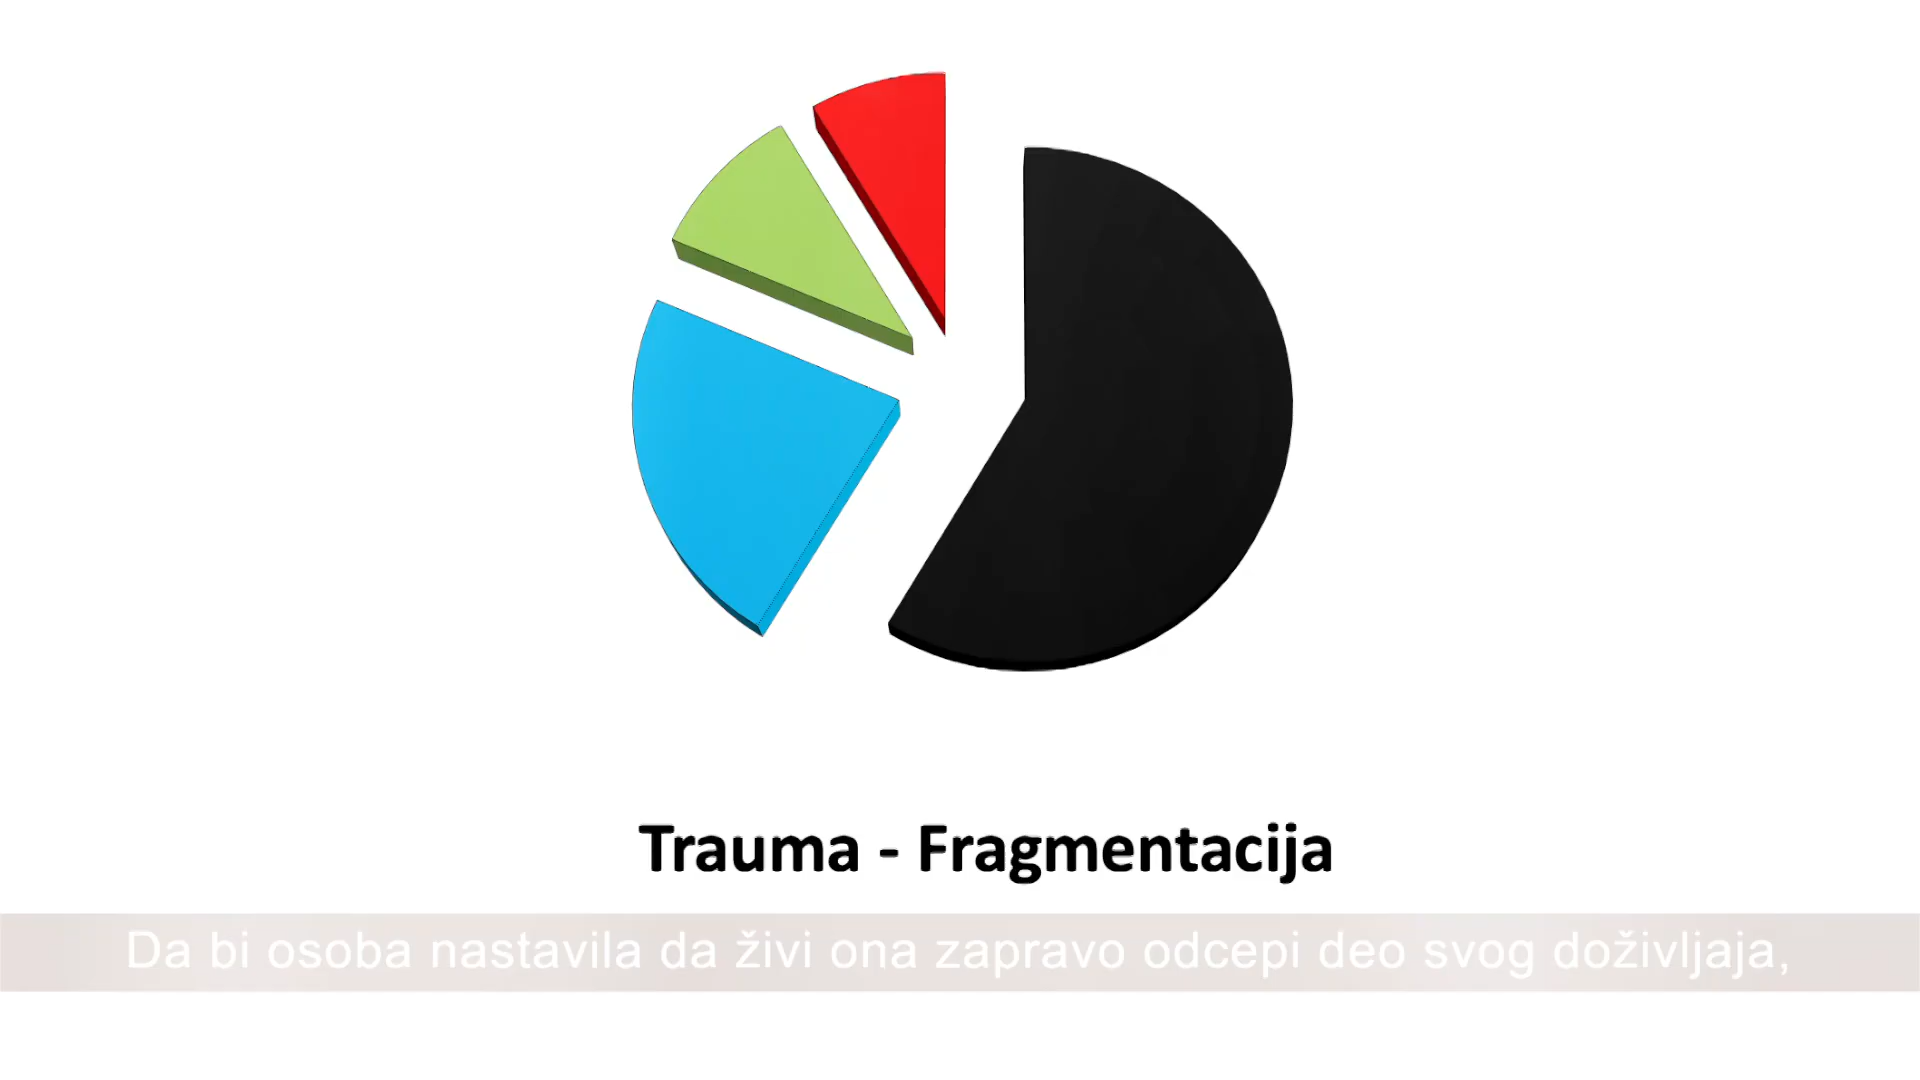 Trauma - Fragmentacija
Da bi osoba nastavila da živi ona zapravo odcepi deo svog doživljaja,